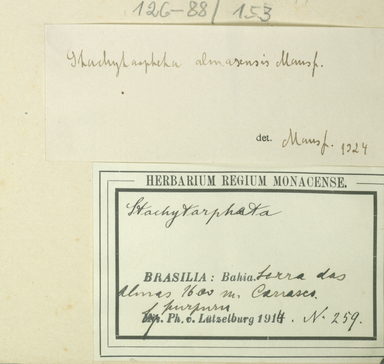 126-88/153
Stachytarpheta almasensis Mansf.
det. Mansf. 1924
HERBARIUM REGIUM MONACENSE.
Stachytarphata
BRASILIA: Bahia. Serra das
Almas 1600 m. Carrasco.
purpurn
Ph. v. Lützelburg 1914. N. 259.